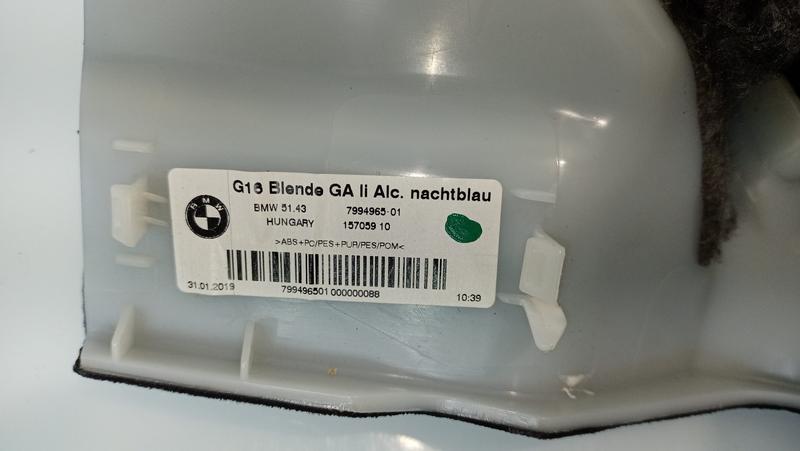 G16 Blende GA li Alc. nachtblau
BMW 51.43 7994965-01
HUNGARY 157059 10
>ABS+PC/PES+PUR/PES/POM<
31.01.2019 799496501 000000088 10:39
BMW